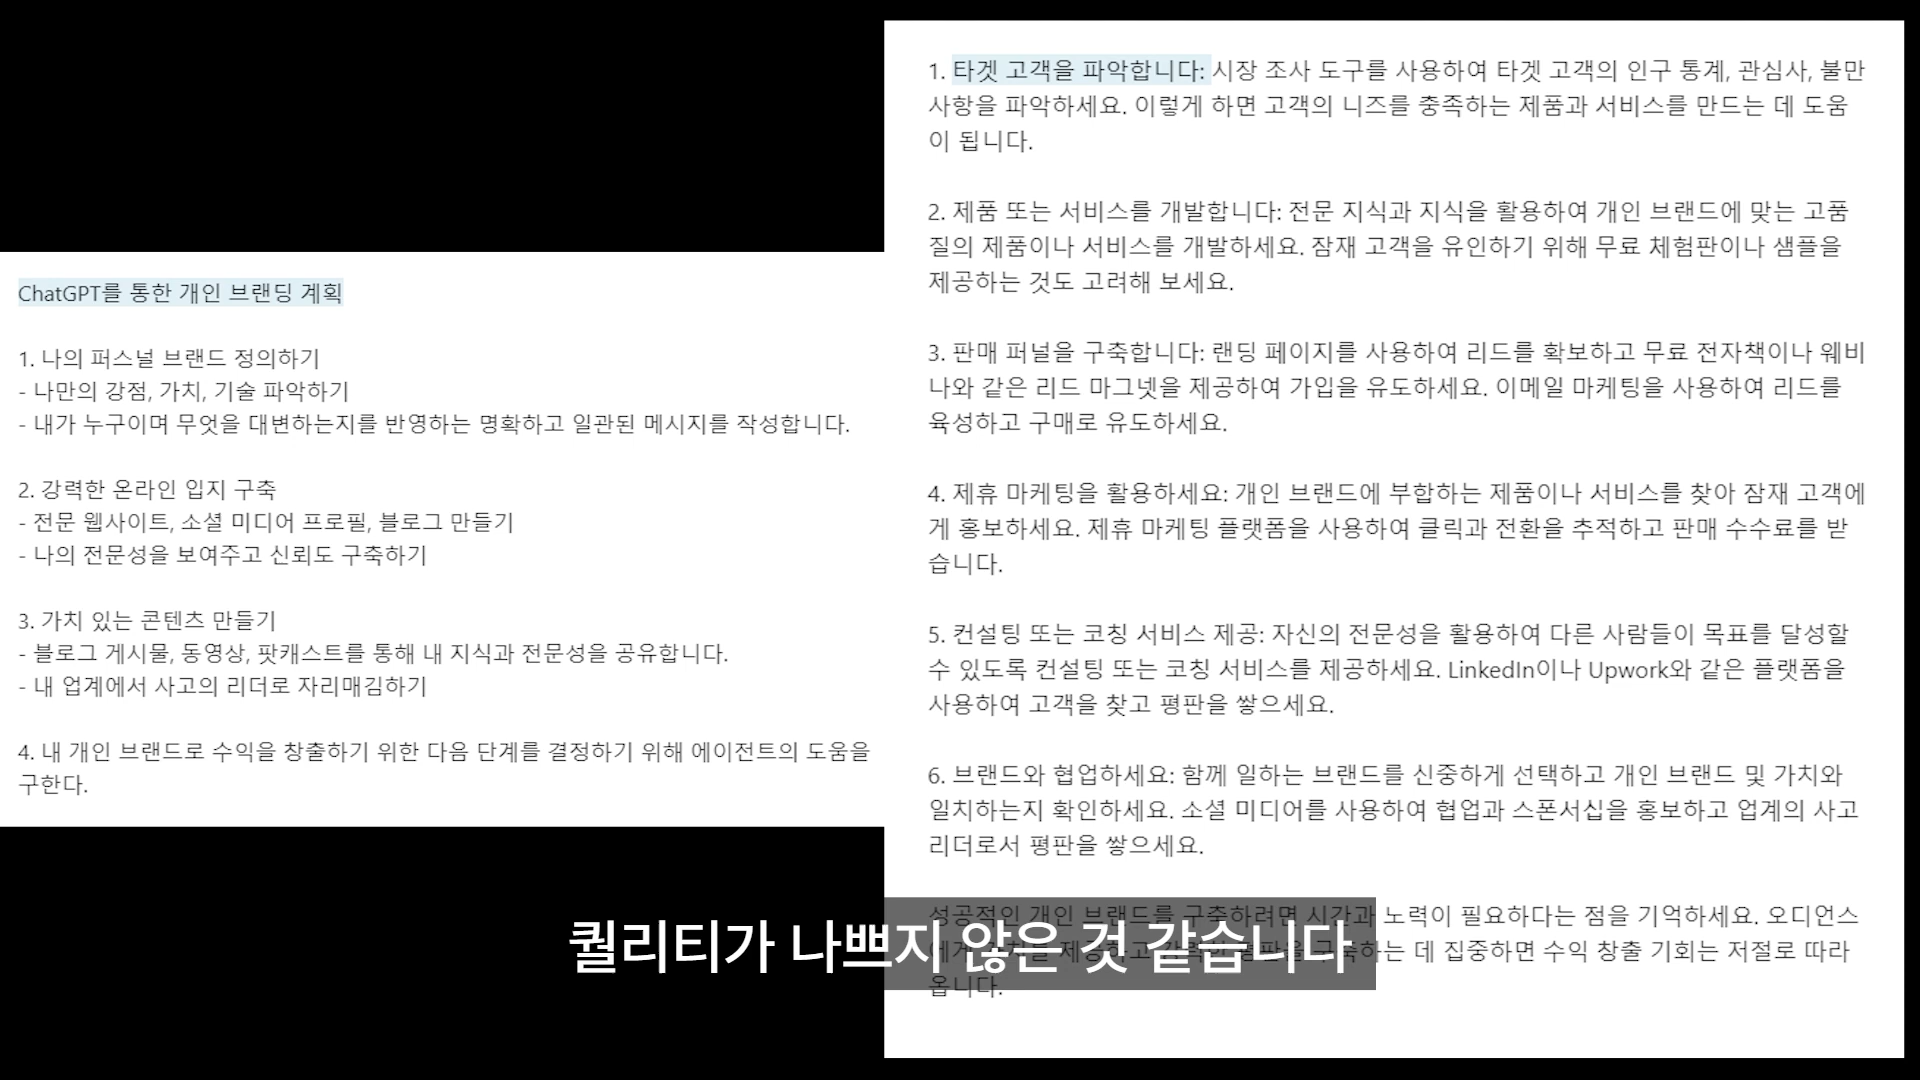 ChatGPT를 통한 개인 브랜딩 계획
1. 나의 퍼스널 브랜드 정의하기
- 나만의 강점, 가치, 기술 파악하기
- 내가 누구이며 무엇을 대변하는지를 반영하는 명확하고 일관된 메시지를 작성합니다.
2. 강력한 온라인 입지 구축
- 전문 웹사이트, 소셜 미디어 프로필, 블로그 만들기
- 나의 전문성을 보여주고 신뢰도 구축하기
3. 가치 있는 콘텐츠 만들기
- 블로그 게시물, 동영상, 팟캐스트를 통해 내 지식과 전문성을 공유합니다.
- 내 업계에서 사고의 리더로 자리매김하기
4. 내 개인 브랜드로 수익을 창출하기 위한 다음 단계를 결정하기 위해 에이전트의 도움을
구한다.
1. 타겟 고객을 파악합니다: 시장 조사 도구를 사용하여 타겟 고객의 인구 통계, 관심사, 불만
사항을 파악하세요. 이렇게 하면 고객의 니즈를 충족하는 제품과 서비스를 만드는 데 도움
이 됩니다.
2. 제품 또는 서비스를 개발합니다: 전문 지식과 지식을 활용하여 개인 브랜드에 맞는 고품
질의 제품이나 서비스를 개발하세요. 잠재 고객을 유인하기 위해 무료 체험판이나 샘플을
제공하는 것도 고려해 보세요.
3. 판매 퍼널을 구축합니다: 랜딩 페이지를 사용하여 리드를 확보하고 무료 전자책이나 웨비
나와 같은 리드 마그넷을 제공하여 가입을 유도하세요. 이메일 마케팅을 사용하여 리드를
육성하고 구매로 유도하세요.
4. 제휴 마케팅을 활용하세요: 개인 브랜드에 부합하는 제품이나 서비스를 찾아 잠재 고객에
게 홍보하세요. 제휴 마케팅 플랫폼을 사용하여 클릭과 전환을 추적하고 판매 수수료를 받
습니다.
5. 컨설팅 또는 코칭 서비스 제공: 자신의 전문성을 활용하여 다른 사람들이 목표를 달성할
수 있도록 컨설팅 또는 코칭 서비스를 제공하세요. LinkedIn이나 Upwork와 같은 플랫폼을
사용하여 고객을 찾고 평판을 쌓으세요.
6. 브랜드와 협업하세요: 함께 일하는 브랜드를 신중하게 선택하고 개인 브랜드 및 가치와
일치하는지 확인하세요. 소셜 미디어를 사용하여 협업과 스폰서십을 홍보하고 업계의 사고
리더로서 평판을 쌓으세요.
성공적인 개인 브랜드를 구축하려면 시간과 노력이 필요하다는 점을 기억하세요. 오디언스
에게 제공하고 구축하는 데 집중하면 수익 창출 기회는 저절로 따라
옵니다.
퀄리티가 나쁘지 않은 것 같습니다